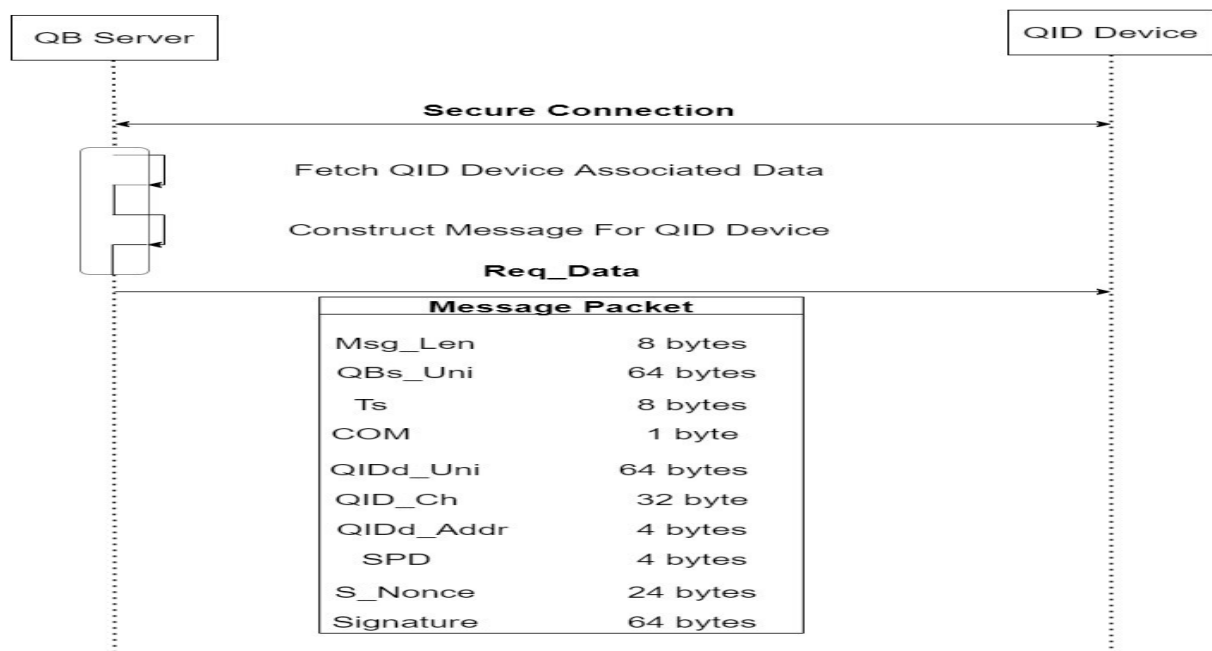 QB Server
QID Device
Secure Connection
Fetch QID Device Associated Data
Construct Message For QID Device
Req_Data
Message Packet
Msg_Len 8 bytes
QBs_Uni 64 bytes
Ts 8 bytes
COM 1 byte
QIDd_Uni 64 bytes
QID_Ch 32 byte
QIDd_Addr 4 bytes
SPD 4 bytes
S_Nonce 24 bytes
Signature 64 bytes